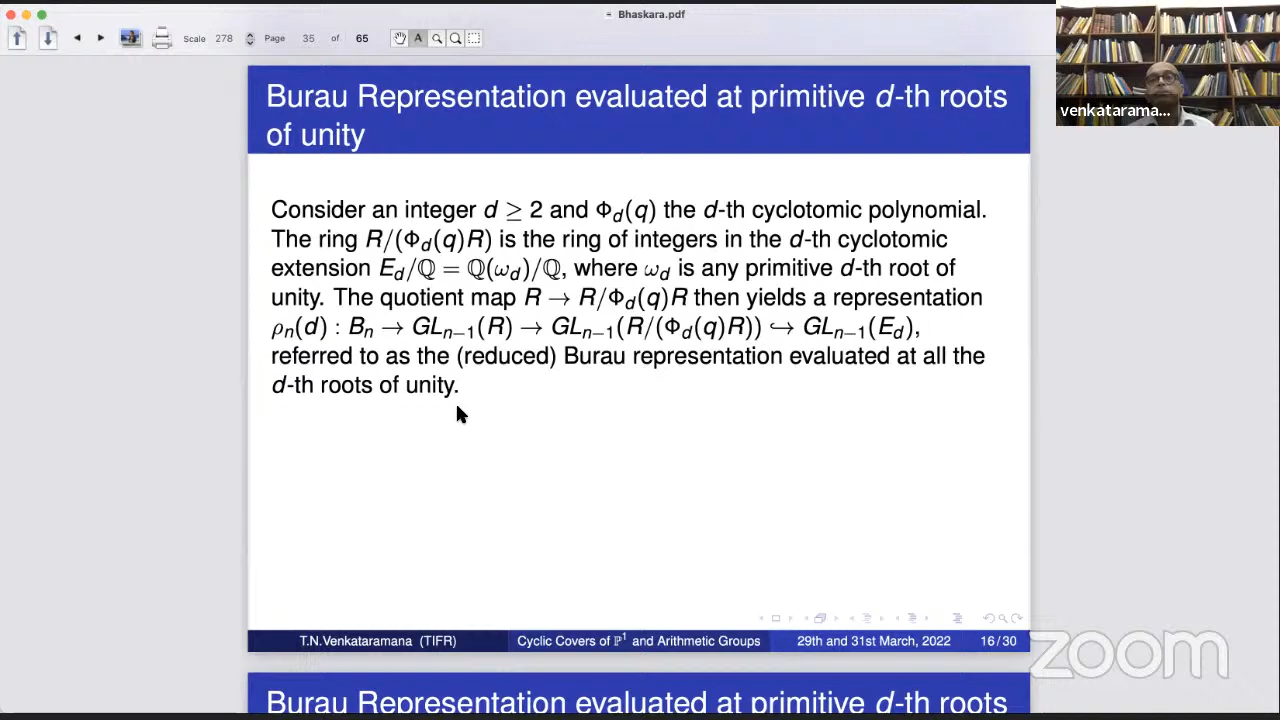 Bhaskara.pdf
Scale 278 Page 35 of 65
venkatarama...
Burau Representation evaluated at primitive d-th roots
of unity
Consider an integer d ≥ 2 and Φ_d(q) the d-th cyclotomic polynomial.
The ring R/(Φ_d(q)R) is the ring of integers in the d-th cyclotomic
extension E_d/ℚ = ℚ(ω_d)/ℚ, where ω_d is any primitive d-th root of
unity. The quotient map R → R/Φ_d(q)R then yields a representation
ρ_n(d) : B_n → GL_{n−1}(R) → GL_{n−1}(R/(Φ_d(q)R)) ↪ GL_{n−1}(E_d),
referred to as the (reduced) Burau representation evaluated at all the
d-th roots of unity.
T.N.Venkataramana (TIFR) Cyclic Covers of ℙ¹ and Arithmetic Groups 29th and 31st March, 2022 16 / 30
zoom
Burau Representation evaluated at primitive d-th roots